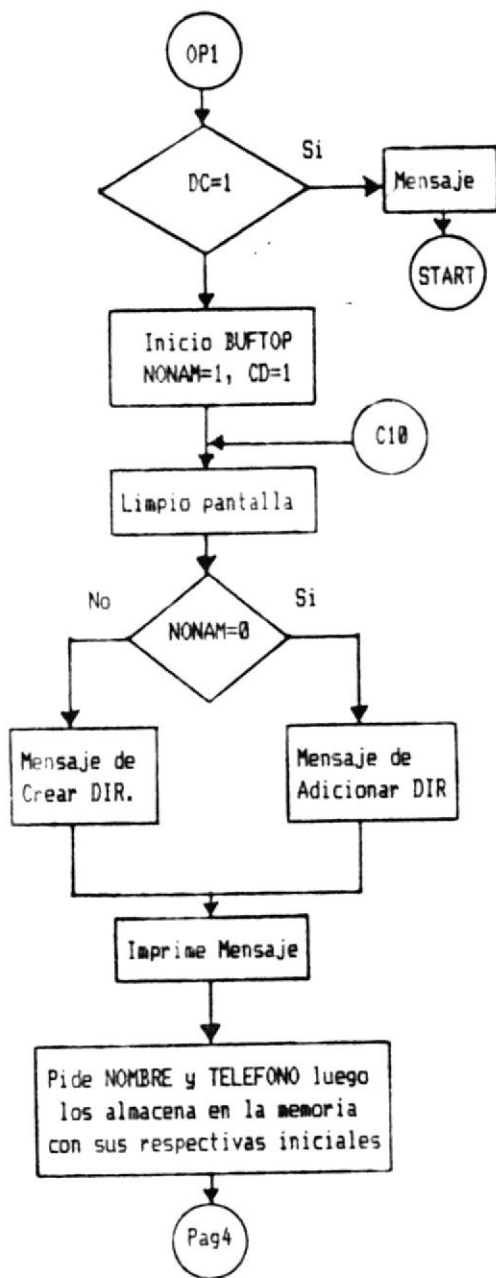 OP1
DC=1
Si
Mensaje
START
Inicio BUFTOP
NONAM=1, CD=1
C10
Limpio pantalla
No
Si
NONAM=0
Mensaje de
Crear DIR.
Mensaje de
Adicionar DIR
Imprime Mensaje
Pide NOMBRE y TELEFONO luego
los almacena en la memoria
con sus respectivas iniciales
Pag4